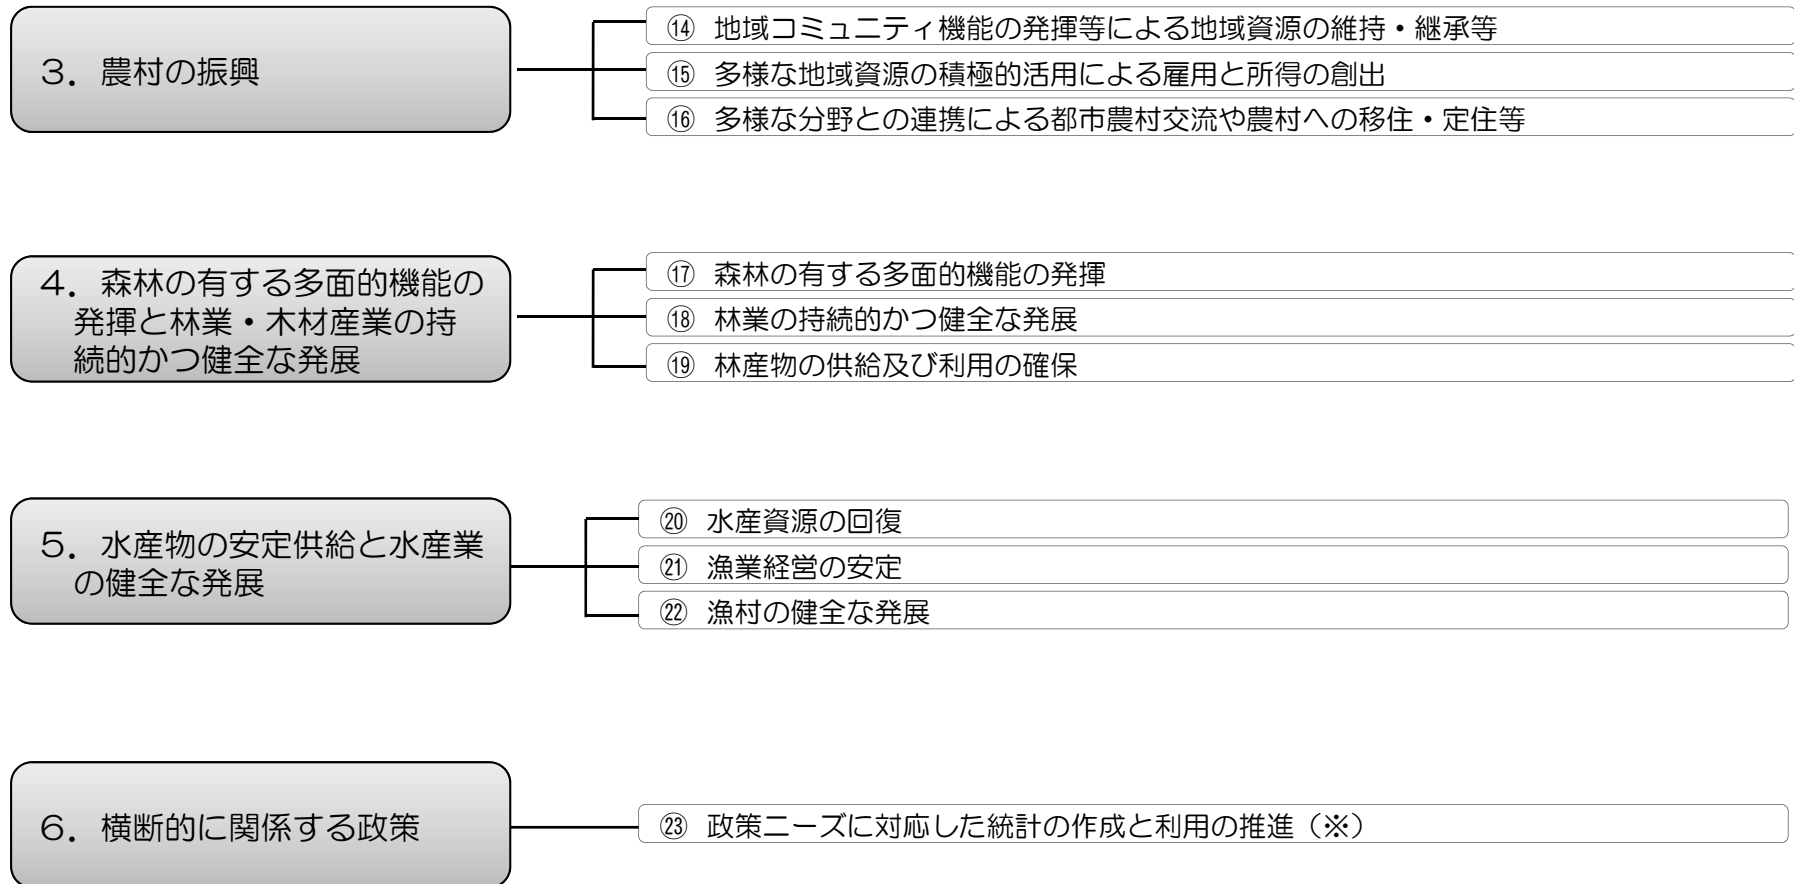 3．農村の振興
⑭ 地域コミュニティ機能の発揮等による地域資源の維持・継承等
⑮ 多様な地域資源の積極的活用による雇用と所得の創出
⑯ 多様な分野との連携による都市農村交流や農村への移住・定住等
4．森林の有する多面的機能の
発揮と林業・木材産業の持
続的かつ健全な発展
⑰ 森林の有する多面的機能の発揮
⑱ 林業の持続的かつ健全な発展
⑲ 林産物の供給及び利用の確保
5．水産物の安定供給と水産業
の健全な発展
⑳ 水産資源の回復
㉑ 漁業経営の安定
㉒ 漁村の健全な発展
6．横断的に関係する政策
㉓ 政策ニーズに対応した統計の作成と利用の推進（※）